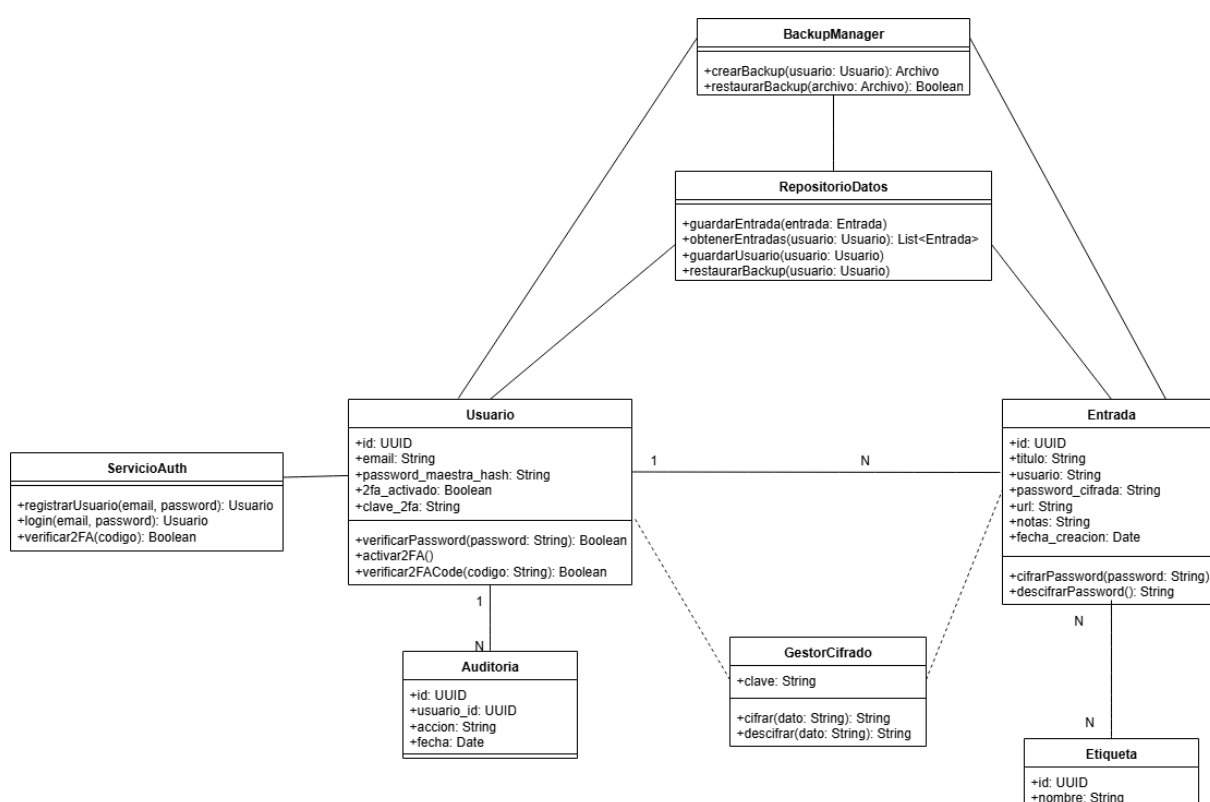 BackupManager
+crearBackup(usuario: Usuario): Archivo
+restaurarBackup(archivo: Archivo): Boolean
RepositorioDatos
+guardarEntrada(entrada: Entrada)
+obtenerEntradas(usuario: Usuario): List<Entrada>
+guardarUsuario(usuario: Usuario)
+restaurarBackup(usuario: Usuario)
ServicioAuth
+registrarUsuario(email, password): Usuario
+login(email, password): Usuario
+verificar2FA(codigo): Boolean
Usuario
+id: UUID
+email: String
+password_maestra_hash: String
+2fa_activado: Boolean
+clave_2fa: String
+verificarPassword(password: String): Boolean
+activar2FA()
+verificar2FACode(codigo: String): Boolean
1
N
Entrada
+id: UUID
+titulo: String
+usuario: String
+password_cifrada: String
+url: String
+notas: String
+fecha_creacion: Date
+cifrarPassword(password: String)
+descifrarPassword(): String
1
N
Auditoria
+id: UUID
+usuario_id: UUID
+accion: String
+fecha: Date
GestorCifrado
+clave: String
+cifrar(dato: String): String
+descifrar(dato: String): String
N
N
Etiqueta
+id: UUID
+nombre: String